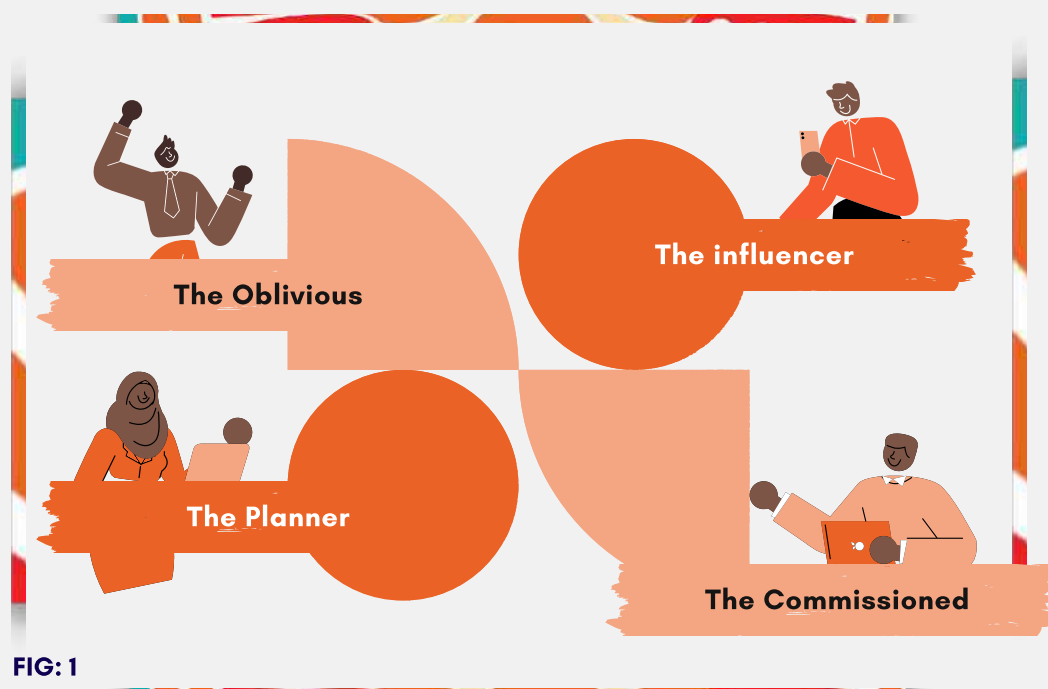 The Oblivious
The influencer
The Planner
The Commissioned
FIG: 1